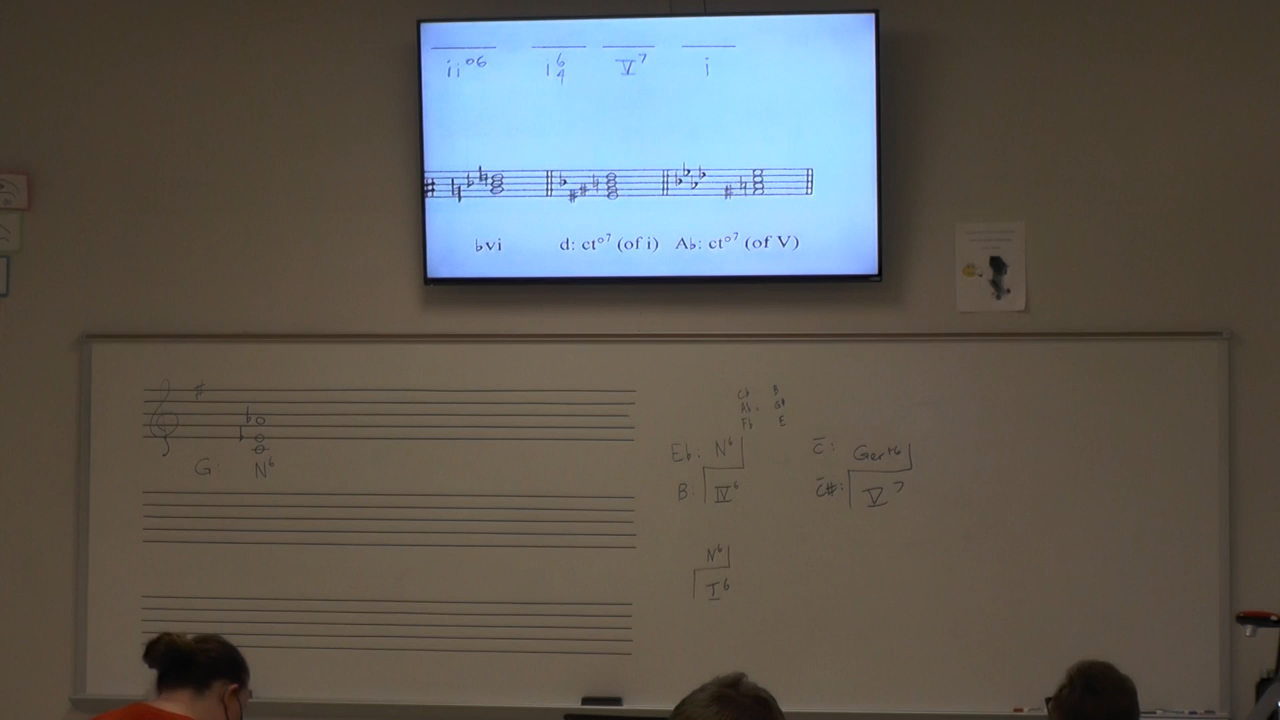 ii°6 i6/4 V7 i
♭vi d: ct°7 (of i) A♭: ct°7 (of V)
G: N6
C♭ B
A♭ G#
F♭ E
E♭: N6
B: IV6
c: Ger+6
c#: V7
N6
I6